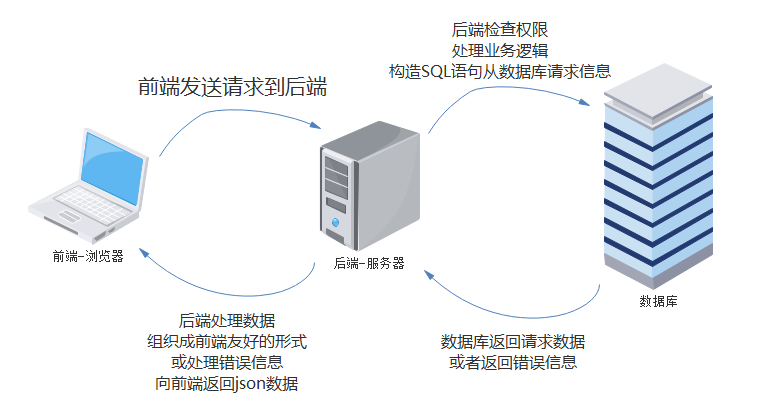 后端检查权限
处理业务逻辑
构造SQL语句从数据库请求信息
前端发送请求到后端
前端-浏览器
后端-服务器
数据库
后端处理数据
组织成前端友好的形式
或处理错误信息
向前端返回json数据
数据库返回请求数据
或者返回错误信息